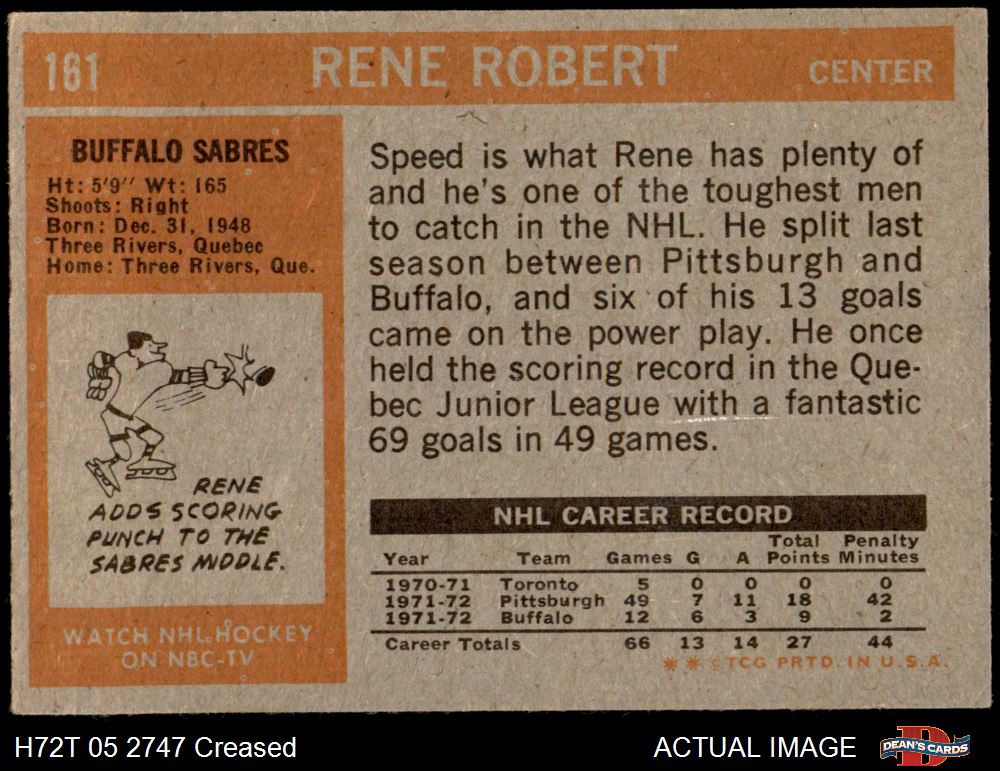 161 RENE ROBERT CENTER
BUFFALO SABRES
Ht: 5'9" Wt: 165
Shoots: Right
Born: Dec. 31, 1948
Three Rivers, Quebec
Home: Three Rivers, Que.
RENE
ADDS SCORING
PUNCH TO THE
SABRES MIDDLE.
WATCH NHL HOCKEY
ON NBC-TV
Speed is what Rene has plenty of
and he's one of the toughest men
to catch in the NHL. He split last
season between Pittsburgh and
Buffalo, and six of his 13 goals
came on the power play. He once
held the scoring record in the Que-
bec Junior League with a fantastic
69 goals in 49 games.
NHL CAREER RECORD
Year Team Games G A Total Points Penalty Minutes
1970-71 Toronto 5 0 0 0 0
1971-72 Pittsburgh 49 7 11 18 42
1971-72 Buffalo 12 6 3 9 2
Career Totals 66 13 14 27 44
* * © TCG PRTD. IN U.S.A.
H72T 05 2747 Creased ACTUAL IMAGE DEAN'S CARDS